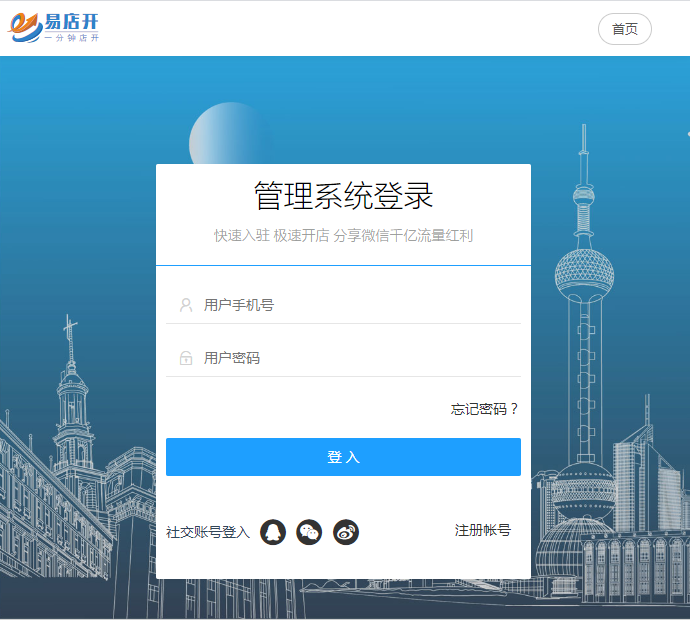 易店开
一分钟店开
首页
管理系统登录
快速入驻 极速开店 分享微信千亿流量红利
用户手机号
用户密码
忘记密码？
登 入
社交账号登入
注册帐号